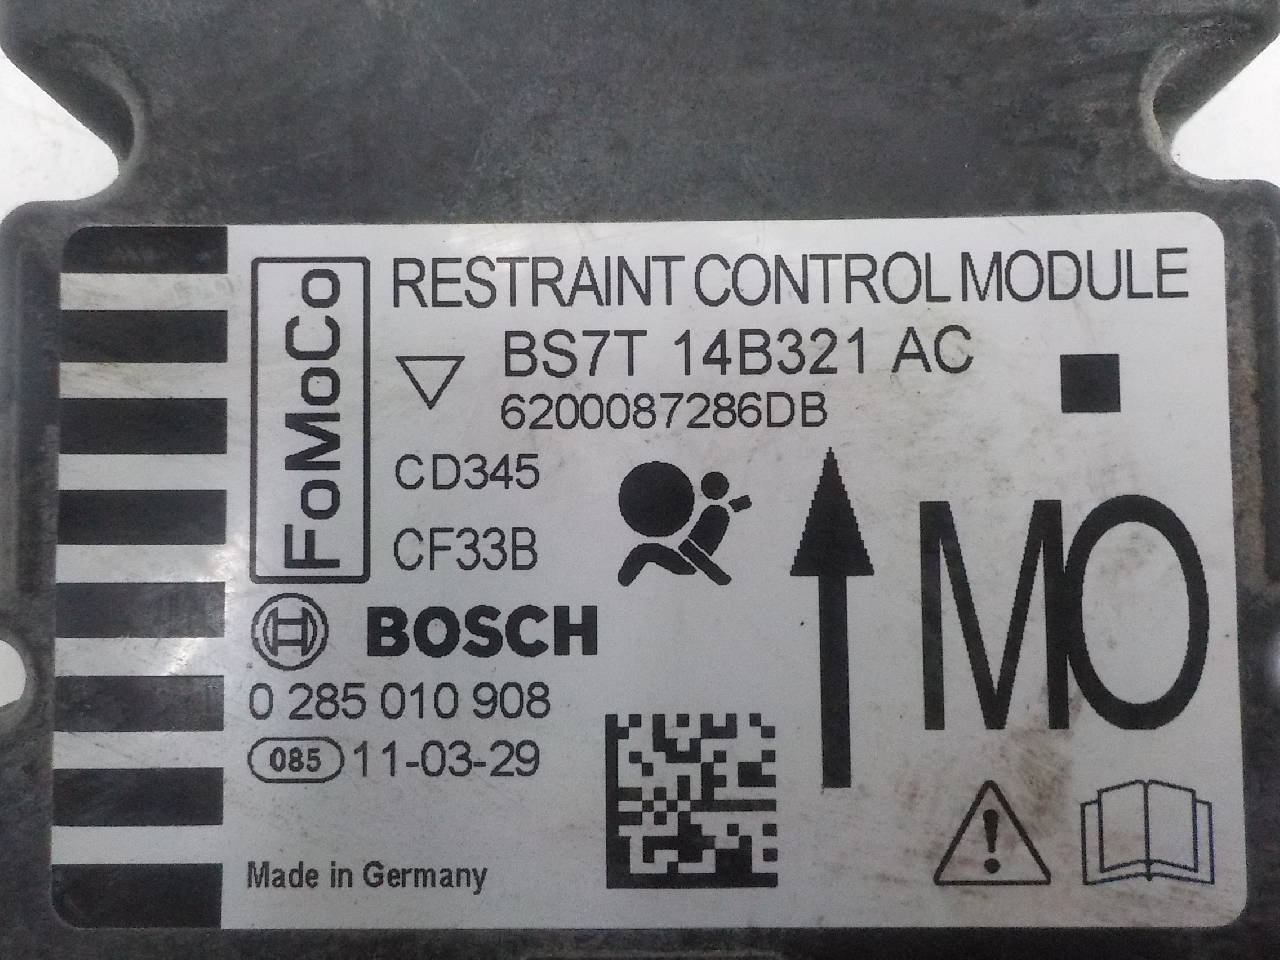 FoMoCo
RESTRAINT CONTROL MODULE
BS7T 14B321 AC
6200087286DB
CD345
CF33B
BOSCH
0 285 010 908
085 11-03-29
Made in Germany
MO